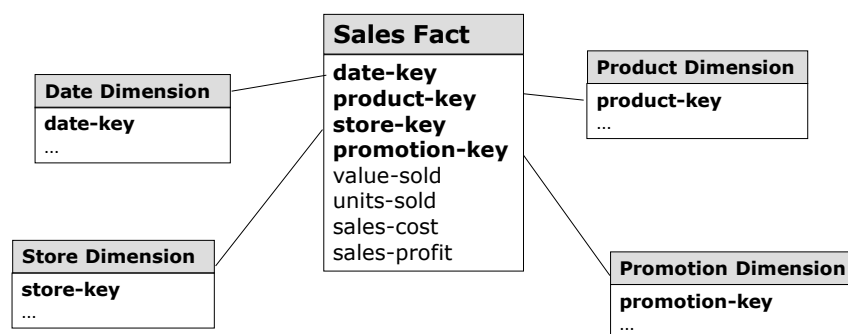 Sales Fact
date-key
product-key
store-key
promotion-key
value-sold
units-sold
sales-cost
sales-profit
Date Dimension
date-key
...
Product Dimension
product-key
...
Store Dimension
store-key
...
Promotion Dimension
promotion-key
...